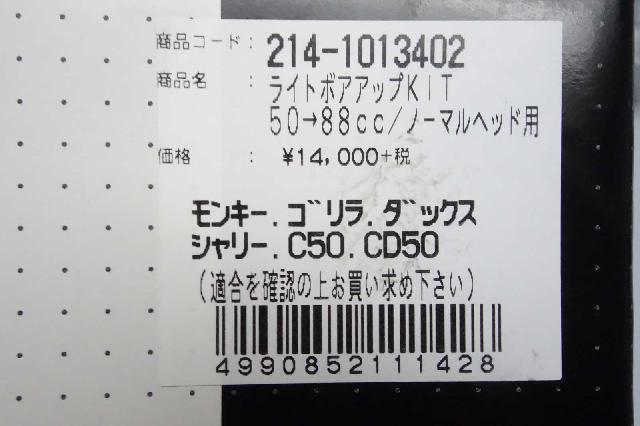 商品コード: 214-1013402
商品名 : ライトボアアップKIT
50→88cc/ノーマルヘッド用
価格 : ¥14,000+税
モンキー.ゴリラ.ダックス
シャリー.C50.CD50
(適合を確認の上お買い求め下さい)
4990852111428